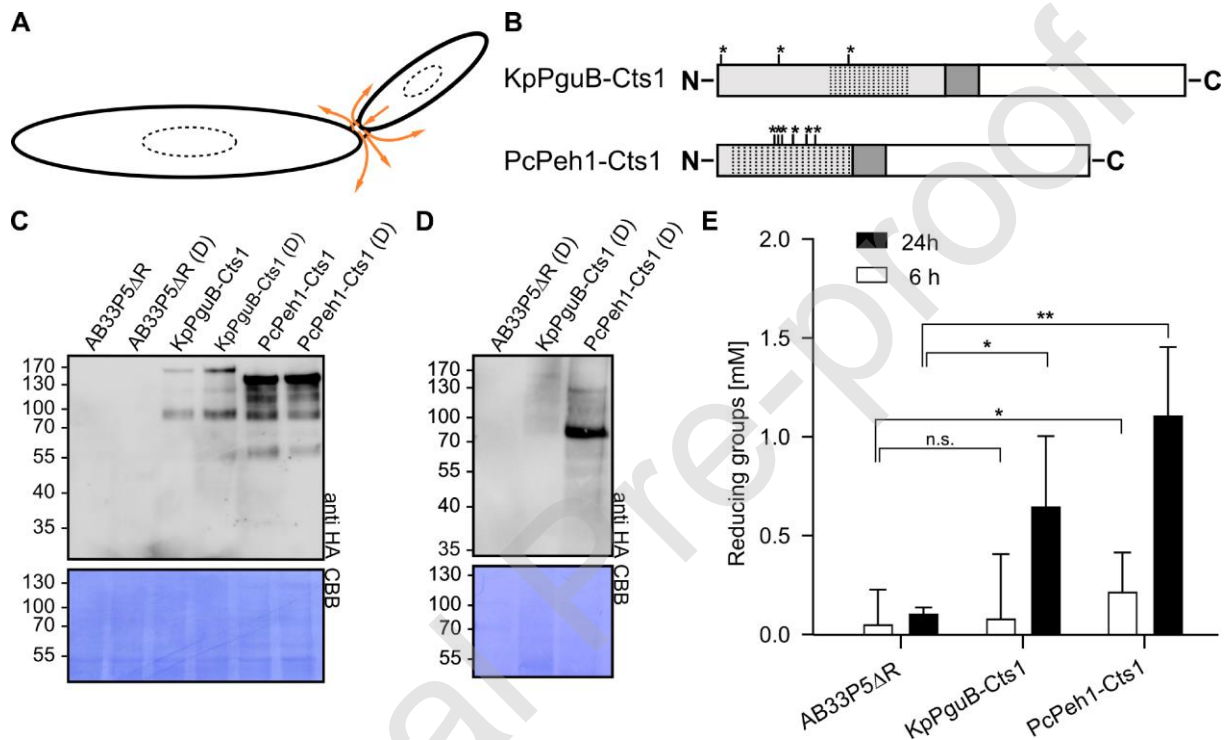 A
B
KpPguB-Cts1
* * *
N
C
PcPeh1-Cts1
*** * **
N
C
C
AB33P5ΔR
AB33P5ΔR (D)
KpPguB-Cts1
KpPguB-Cts1 (D)
PcPeh1-Cts1
PcPeh1-Cts1 (D)
170
130
100
70
55
40
35
anti HA
130
100
70
55
CBB
D
AB33P5ΔR (D)
KpPguB-Cts1 (D)
PcPeh1-Cts1 (D)
170
130
100
70
55
40
35
anti HA
130
100
70
55
CBB
E
24h
6 h
Reducing groups [mM]
2.0
1.5
1.0
0.5
0.0
**
*
*
n.s.
AB33P5ΔR
KpPguB-Cts1
PcPeh1-Cts1
al Pre-proof